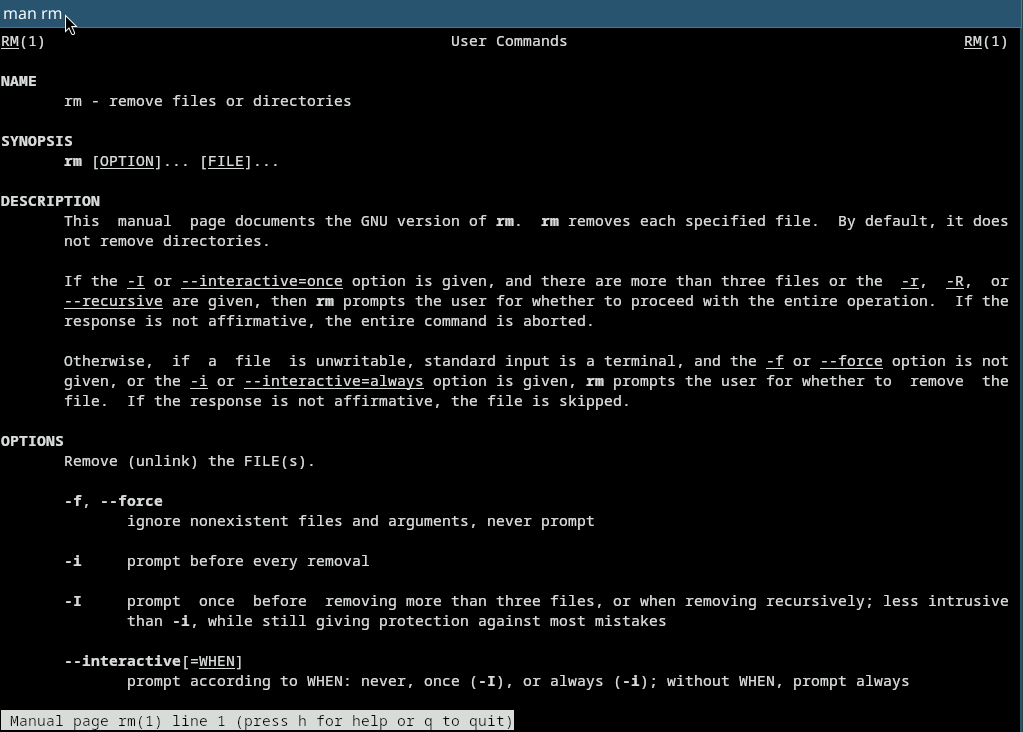 man rm
RM(1) User Commands RM(1)
NAME
rm - remove files or directories
SYNOPSIS
rm [OPTION]... [FILE]...
DESCRIPTION
This manual page documents the GNU version of rm. rm removes each specified file. By default, it does
not remove directories.
If the -I or --interactive=once option is given, and there are more than three files or the -r, -R, or
--recursive are given, then rm prompts the user for whether to proceed with the entire operation. If the
response is not affirmative, the entire command is aborted.
Otherwise, if a file is unwritable, standard input is a terminal, and the -f or --force option is not
given, or the -i or --interactive=always option is given, rm prompts the user for whether to remove the
file. If the response is not affirmative, the file is skipped.
OPTIONS
Remove (unlink) the FILE(s).
-f, --force
ignore nonexistent files and arguments, never prompt
-i prompt before every removal
-I prompt once before removing more than three files, or when removing recursively; less intrusive
than -i, while still giving protection against most mistakes
--interactive[=WHEN]
prompt according to WHEN: never, once (-I), or always (-i); without WHEN, prompt always
Manual page rm(1) line 1 (press h for help or q to quit)